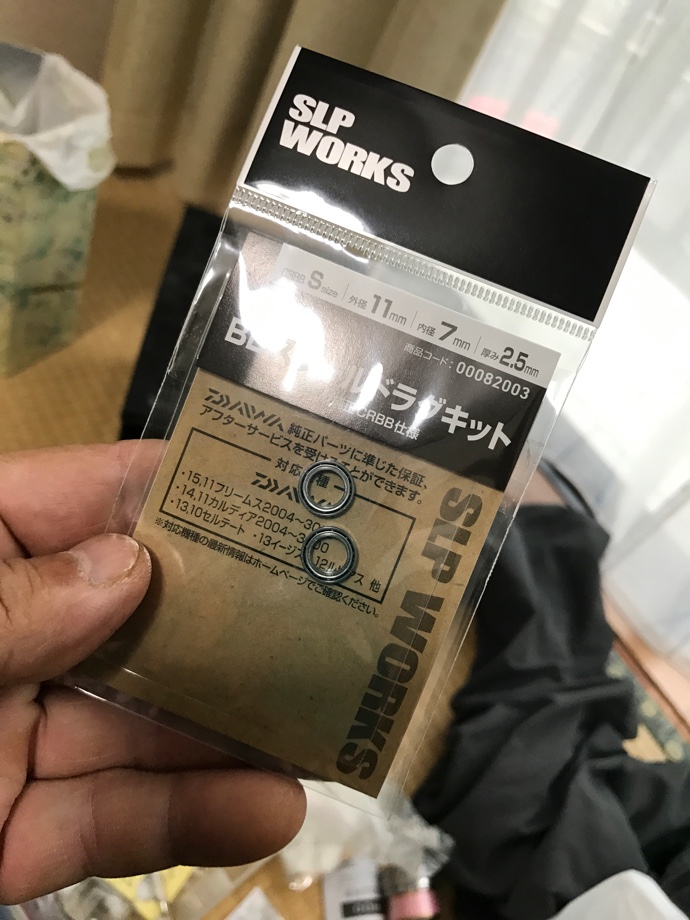 SLP
WORKS
CRBB S size 外径 11mm 内径 7mm 厚み 2.5mm
商品コード: 00082003
ルドラグキット
CRBB仕様
DAIWA 純正パーツに準じた保証、
アフターサービスを受けることができます。
対応 種
・15,11フリームス2004～30
・14,11カルディア2004～3 00
・13,10セルテート ・13イージス 12ル ス 他
※対応機種の最新情報はホームページでご確認ください。
SLP WORKS